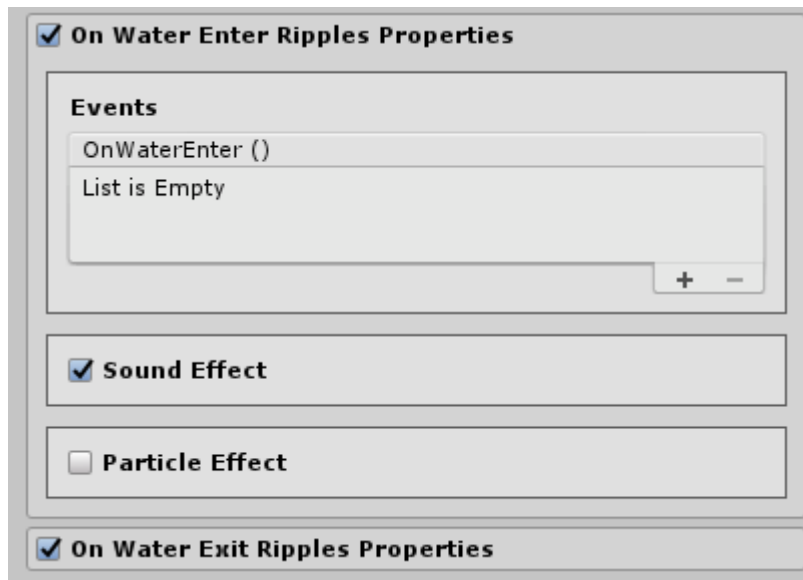 On Water Enter Ripples Properties
Events
OnWaterEnter ()
List is Empty
+ −
Sound Effect
Particle Effect
On Water Exit Ripples Properties